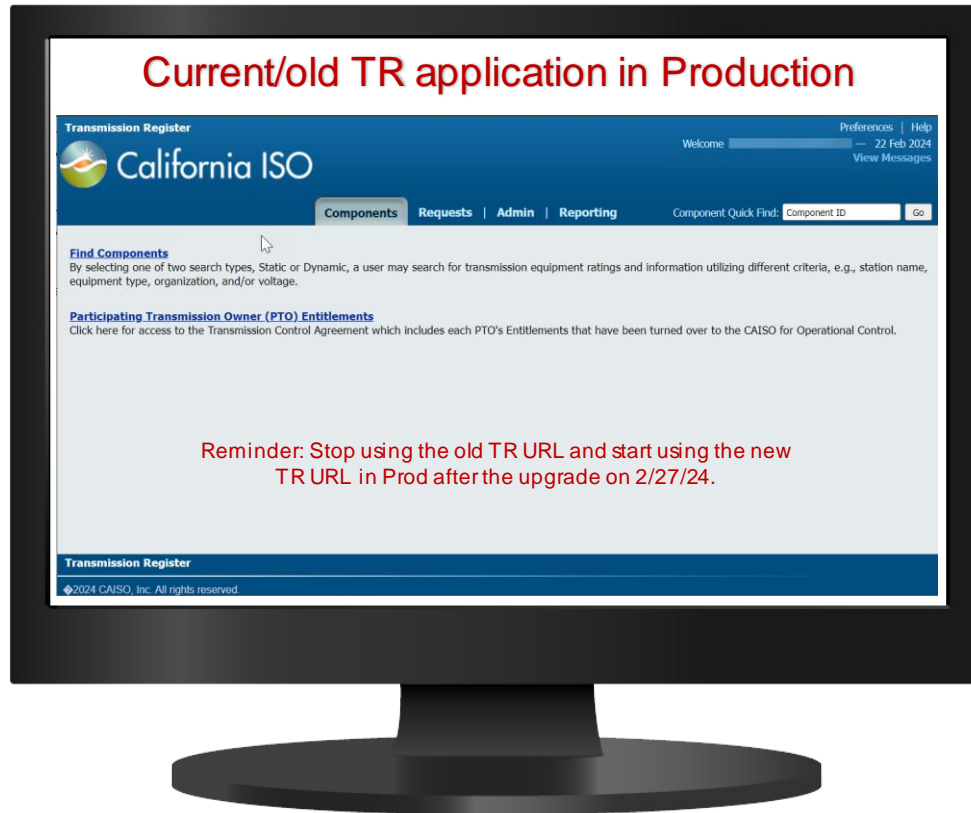 Current/old TR application in Production
Transmission Register
Preferences | Help
Welcome — 22 Feb 2024
View Messages
California ISO
Components Requests | Admin | Reporting Component Quick Find: Component ID Go
Find Components
By selecting one of two search types, Static or Dynamic, a user may search for transmission equipment ratings and information utilizing different criteria, e.g., station name,
equipment type, organization, and/or voltage.
Participating Transmission Owner (PTO) Entitlements
Click here for access to the Transmission Control Agreement which includes each PTO's Entitlements that have been turned over to the CAISO for Operational Control.
Reminder: Stop using the old TR URL and start using the new
TR URL in Prod after the upgrade on 2/27/24.
Transmission Register
�2024 CAISO, Inc. All rights reserved.